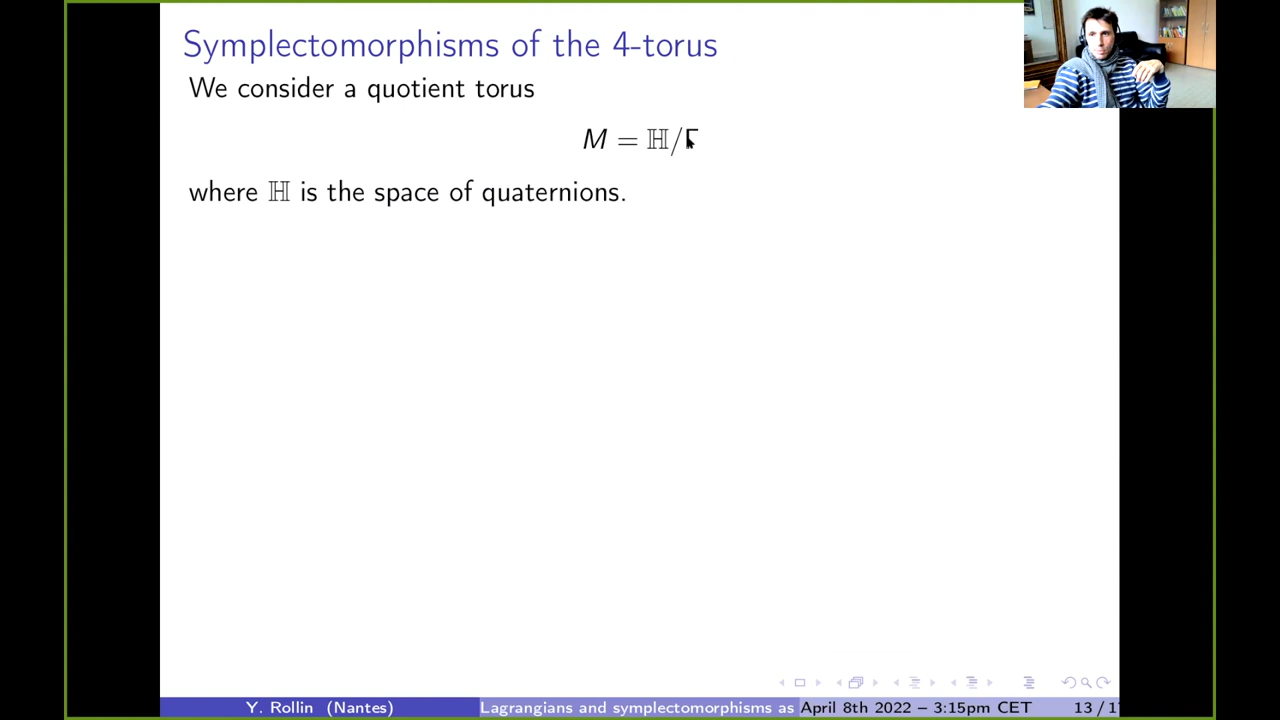 Symplectomorphisms of the 4-torus
We consider a quotient torus
M = ℍ/Γ
where ℍ is the space of quaternions.
Y. Rollin (Nantes) Lagrangians and symplectomorphisms as April 8th 2022 – 3:15pm CET 13 / 1